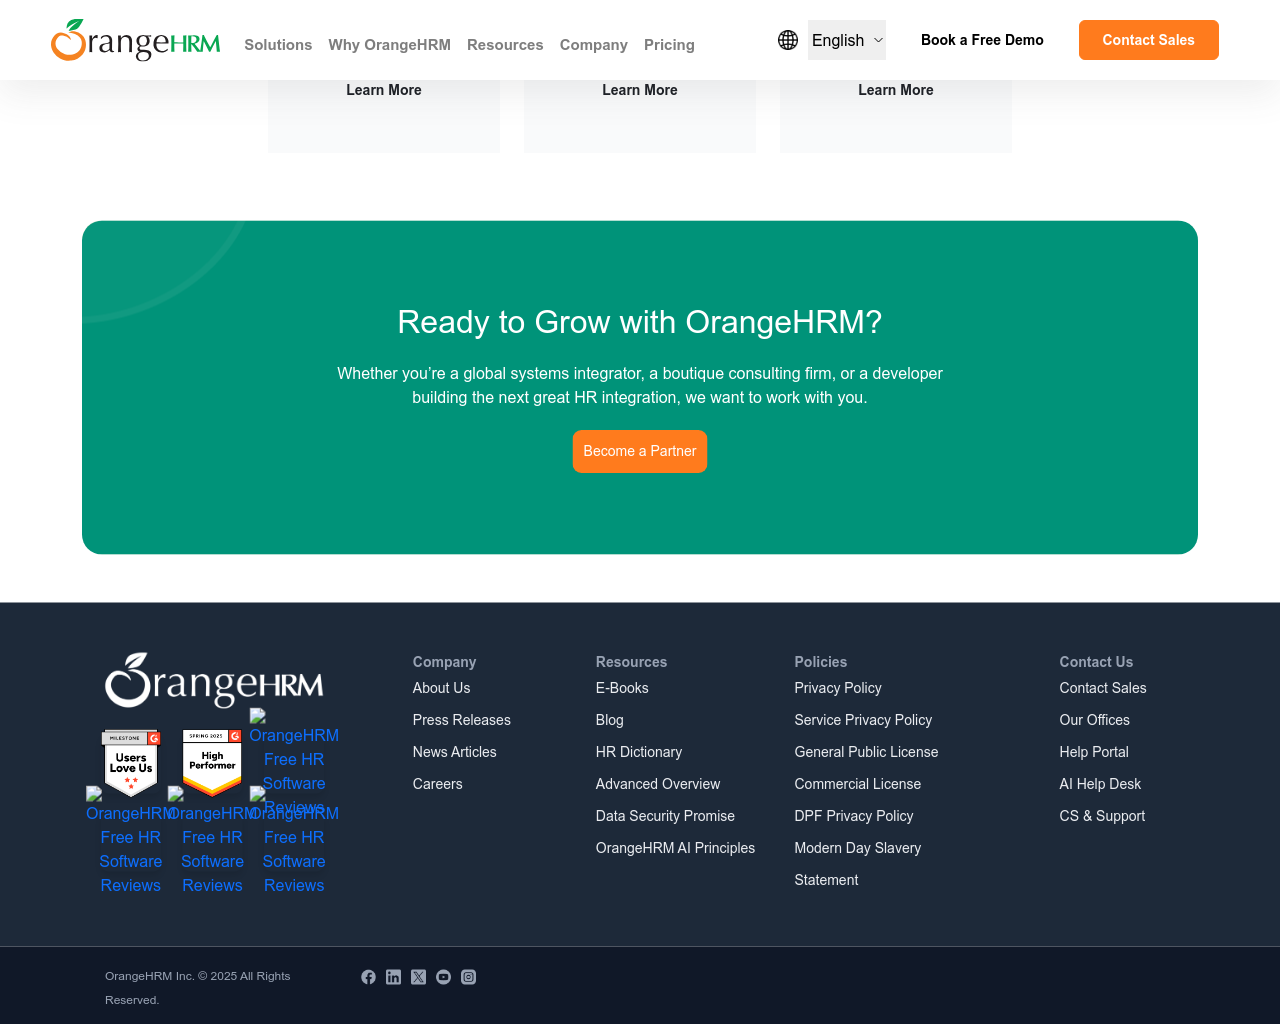 OrangeHRM
Solutions
Why OrangeHRM
Resources
Company
Pricing
English
Book a Free Demo
Contact Sales
Learn More
Learn More
Learn More
Ready to Grow with OrangeHRM?
Whether you're a global systems integrator, a boutique consulting firm, or a developer
building the next great HR integration, we want to work with you.
Become a Partner
OrangeHRM
MILESTONE
Users
Love Us
SPRING 2025
High
Performer
OrangeHRM
Free HR
Software
Reviews
OrangeHRM
Free HR
Software
Reviews
OrangeHRM
Free HR
Software
Reviews
OrangeHRM
Free HR
Software
Reviews
Company
About Us
Press Releases
News Articles
Careers
Resources
E-Books
Blog
HR Dictionary
Advanced Overview
Data Security Promise
OrangeHRM AI Principles
Policies
Privacy Policy
Service Privacy Policy
General Public License
Commercial License
DPF Privacy Policy
Modern Day Slavery
Statement
Contact Us
Contact Sales
Our Offices
Help Portal
AI Help Desk
CS & Support
OrangeHRM Inc. © 2025 All Rights
Reserved.